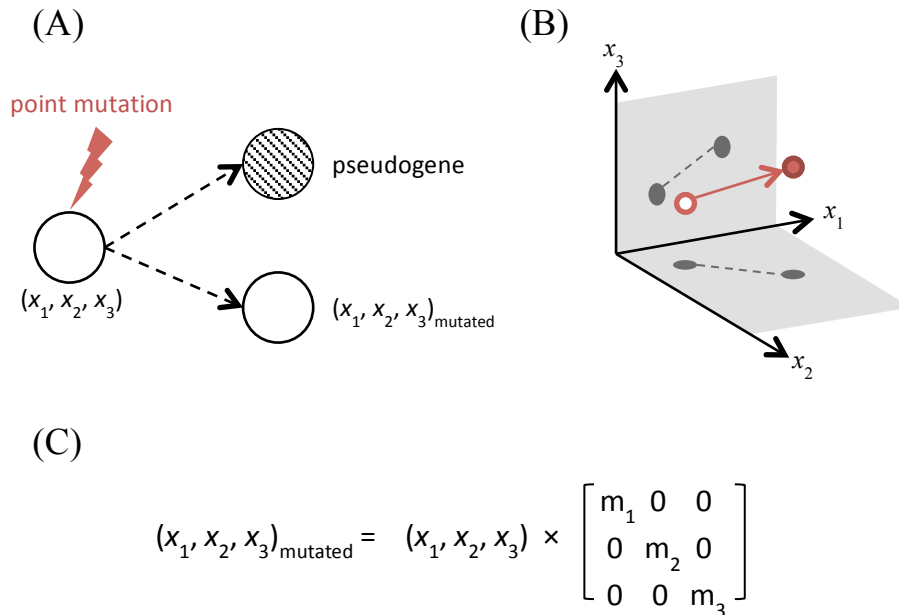 (A)
point mutation
pseudogene
(x₁, x₂, x₃)
(x₁, x₂, x₃)mutated
(B)
x₃
x₁
x₂
(C)
(x₁, x₂, x₃)mutated = (x₁, x₂, x₃) ×
m₁ 0 0
0 m₂ 0
0 0 m₃